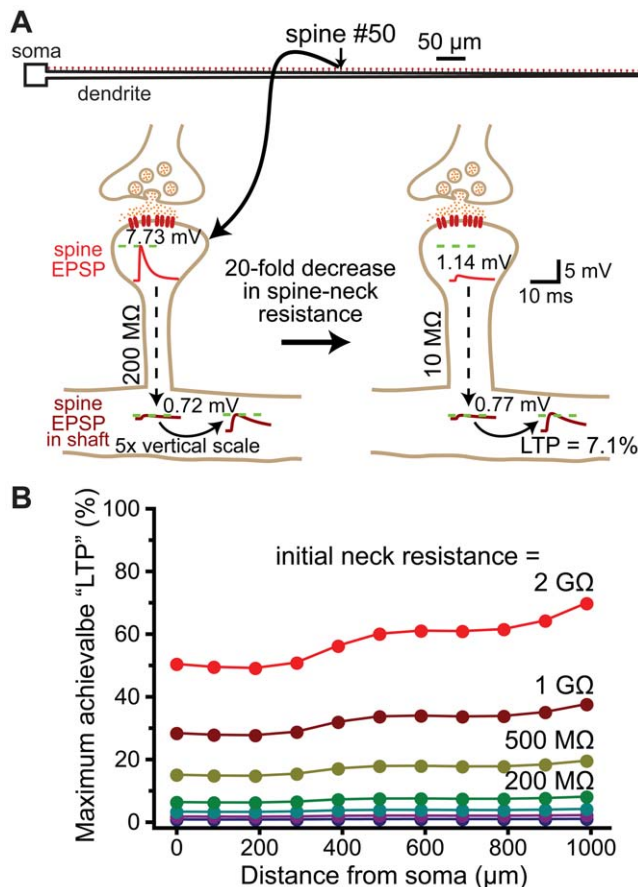 A
soma
spine #50
50 µm
dendrite
spine
EPSP
7.73 mV
20-fold decrease
in spine-neck
resistance
1.14 mV
5 mV
10 ms
200 MΩ
10 MΩ
spine
EPSP
in shaft
0.72 mV
5x vertical scale
0.77 mV
LTP = 7.1%
B
Maximum achievalbe “LTP” (%)
100
80
60
40
20
0
initial neck resistance =
2 GΩ
1 GΩ
500 MΩ
200 MΩ
0 200 400 600 800 1000
Distance from soma (µm)